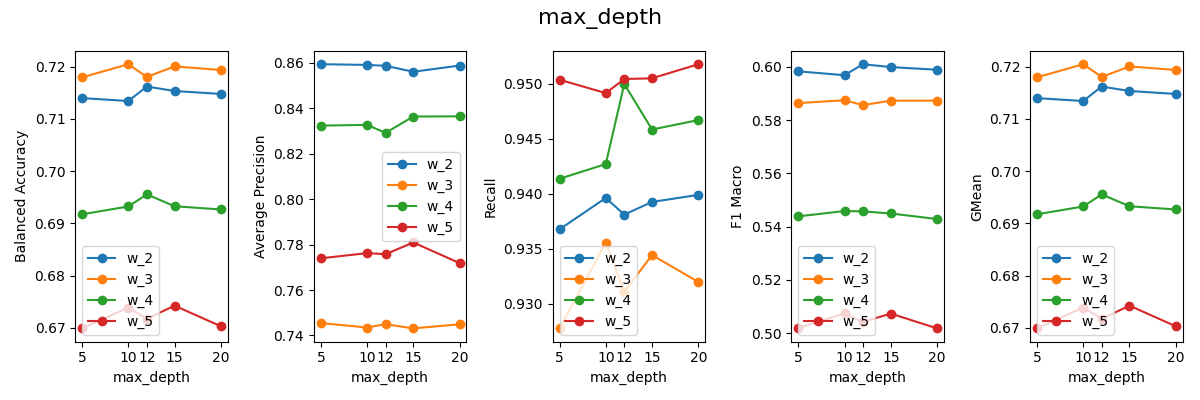 max_depth
Balanced Accuracy
0.72
0.71
0.70
0.69
0.68
0.67
5
10
12
15
20
max_depth
w_2
w_3
w_4
w_5
Average Precision
0.86
0.84
0.82
0.80
0.78
0.76
0.74
5
10
12
15
20
max_depth
w_2
w_3
w_4
w_5
Recall
0.950
0.945
0.940
0.935
0.930
5
10
12
15
20
max_depth
w_2
w_3
w_4
w_5
F1 Macro
0.60
0.58
0.56
0.54
0.52
0.50
5
10
12
15
20
max_depth
w_2
w_3
w_4
w_5
GMean
0.72
0.71
0.70
0.69
0.68
0.67
5
10
12
15
20
max_depth
w_2
w_3
w_4
w_5